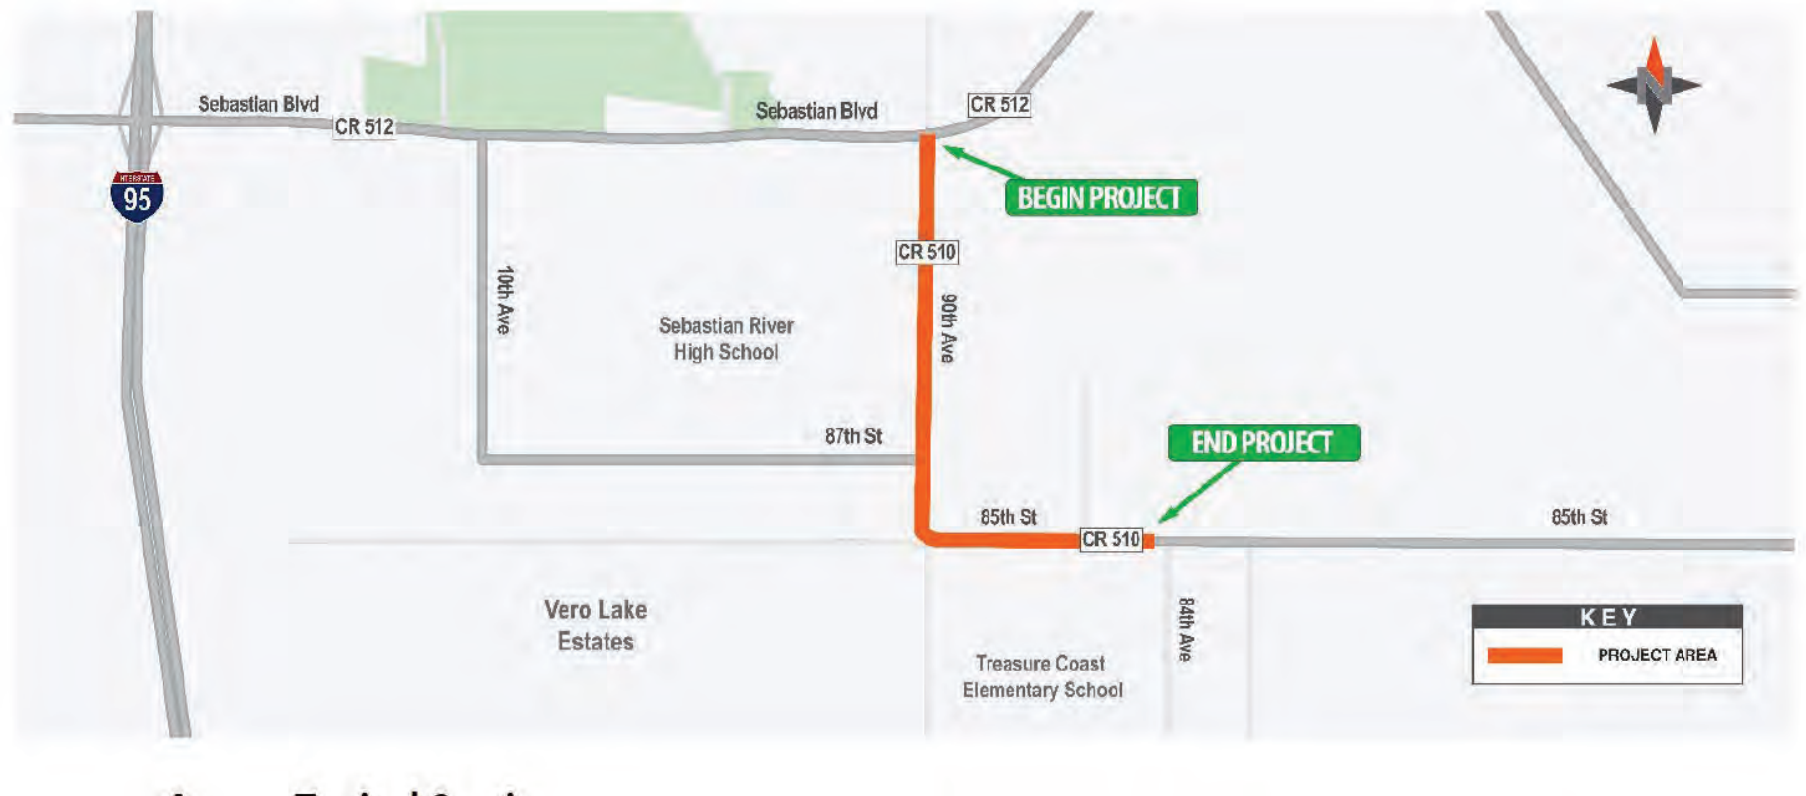 Sebastian Blvd
CR 512
Sebastian Blvd
CR 512
N
INTERSTATE
95
BEGIN PROJECT
CR 510
10th Ave
90th Ave
Sebastian River
High School
87th St
END PROJECT
85th St
CR 510
85th St
Vero Lake
Estates
84th Ave
Treasure Coast
Elementary School
KEY
PROJECT AREA